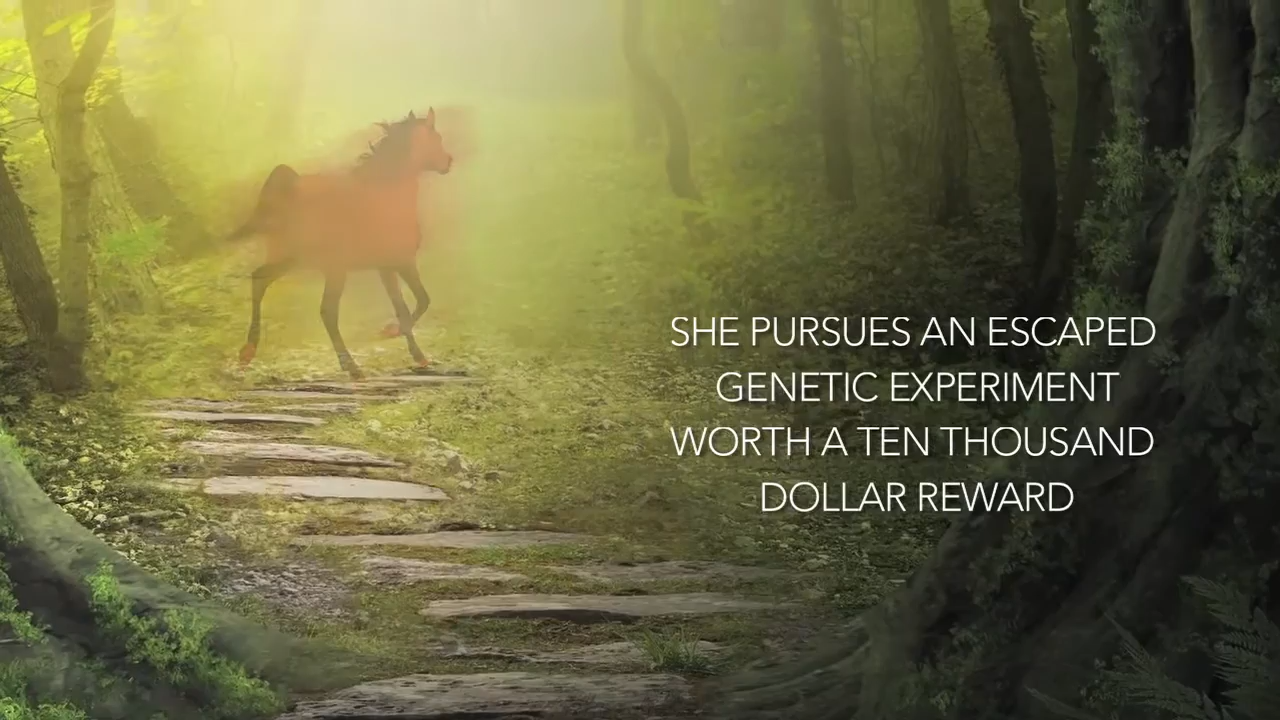 SHE PURSUES AN ESCAPED
GENETIC EXPERIMENT
WORTH A TEN THOUSAND
DOLLAR REWARD